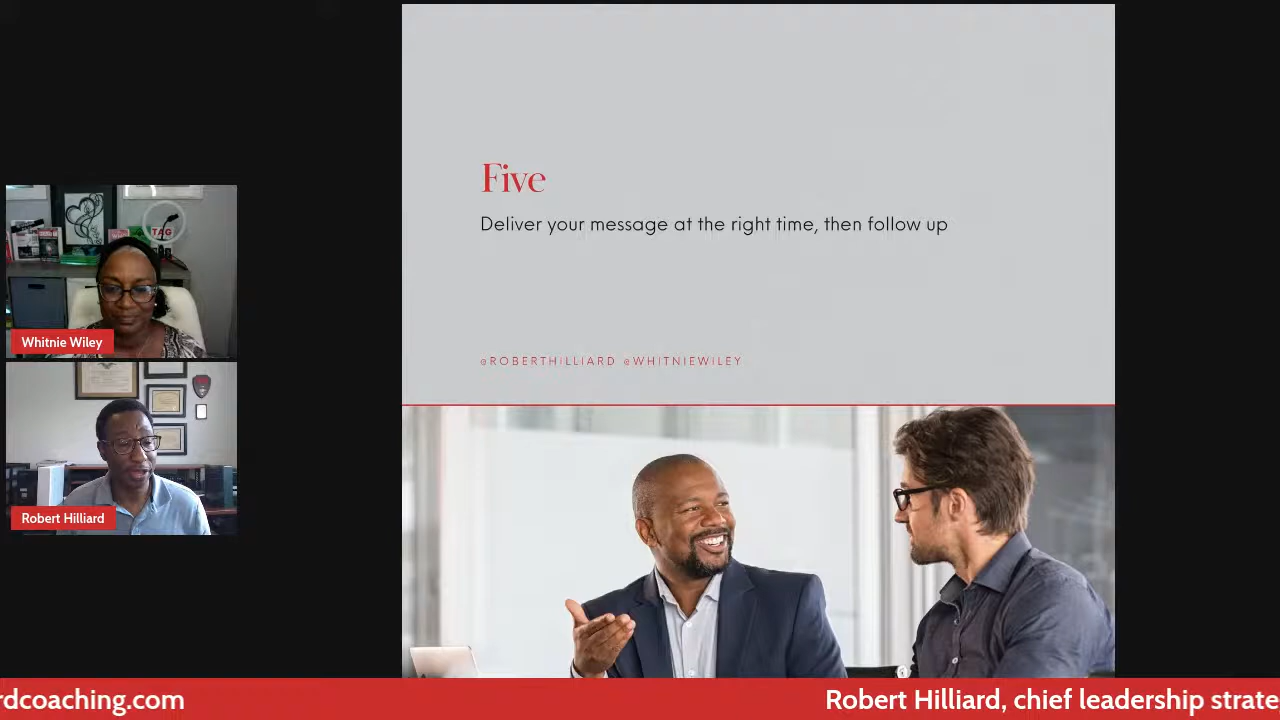 Five
Deliver your message at the right time, then follow up
@ROBERTHILLIARD @WHITNIEWILEY
TAG
Whitnie Wiley
Robert Hilliard
rdcoaching.com
Robert Hilliard, chief leadership strate